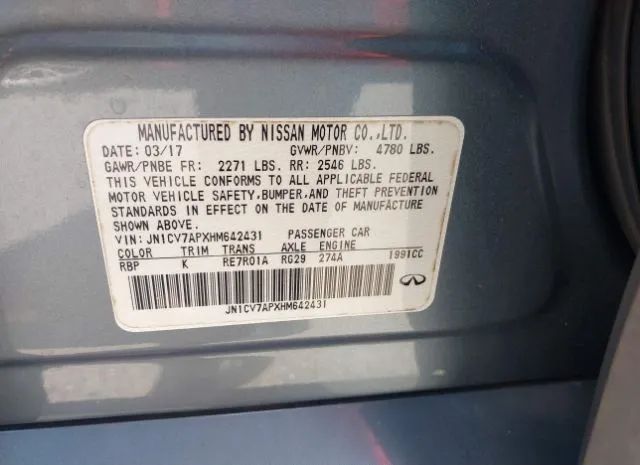 MANUFACTURED BY NISSAN MOTOR CO.,LTD.
DATE: 03/17 GVWR/PNBV: 4780 LBS.
GAWR/PNBE FR: 2271 LBS. RR: 2546 LBS.
THIS VEHICLE CONFORMS TO ALL APPLICABLE FEDERAL
MOTOR VEHICLE SAFETY,BUMPER,AND THEFT PREVENTION
STANDARDS IN EFFECT ON THE DATE OF MANUFACTURE
SHOWN ABOVE.
VIN: JN1CV7APXHM642431 PASSENGER CAR
COLOR TRIM TRANS AXLE ENGINE
RBP K RE7R01A RG29 274A 1991CC
JN1CV7APXHM642431